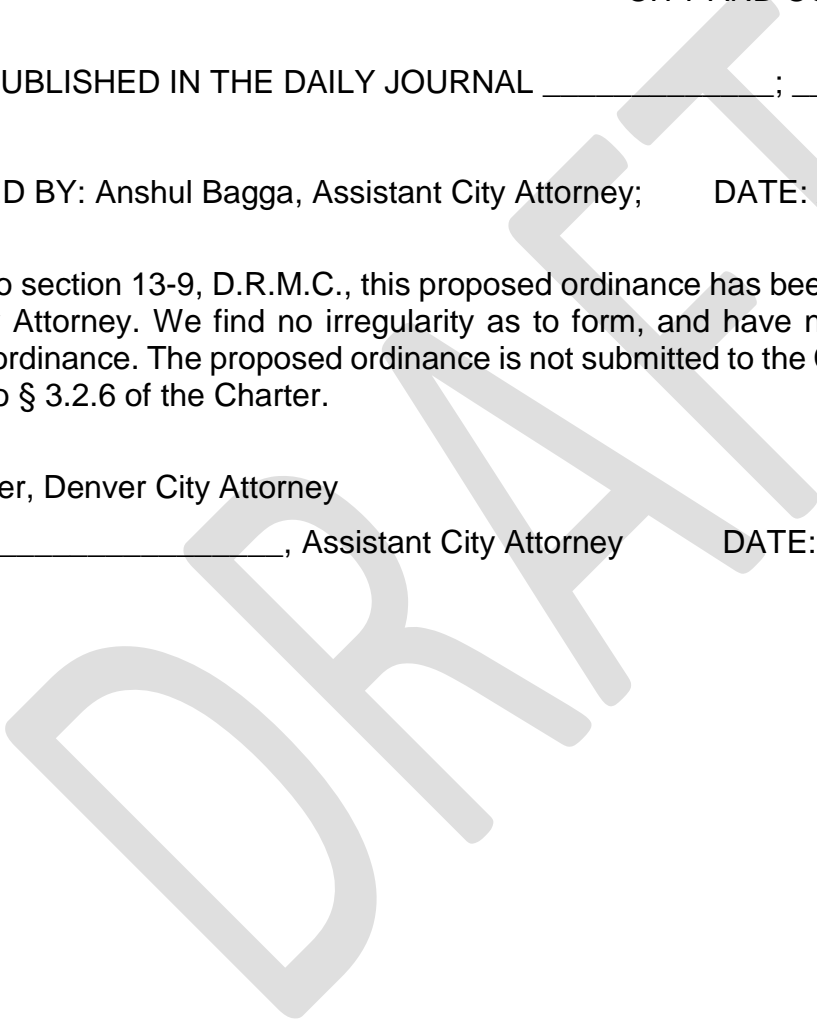 UBLISHED IN THE DAILY JOURNAL _____________; __
D BY: Anshul Bagga, Assistant City Attorney; DATE:
o section 13-9, D.R.M.C., this proposed ordinance has bee
Attorney. We find no irregularity as to form, and have n
ordinance. The proposed ordinance is not submitted to the C
o § 3.2.6 of the Charter.
er, Denver City Attorney
________________, Assistant City Attorney DATE:
DRAFT